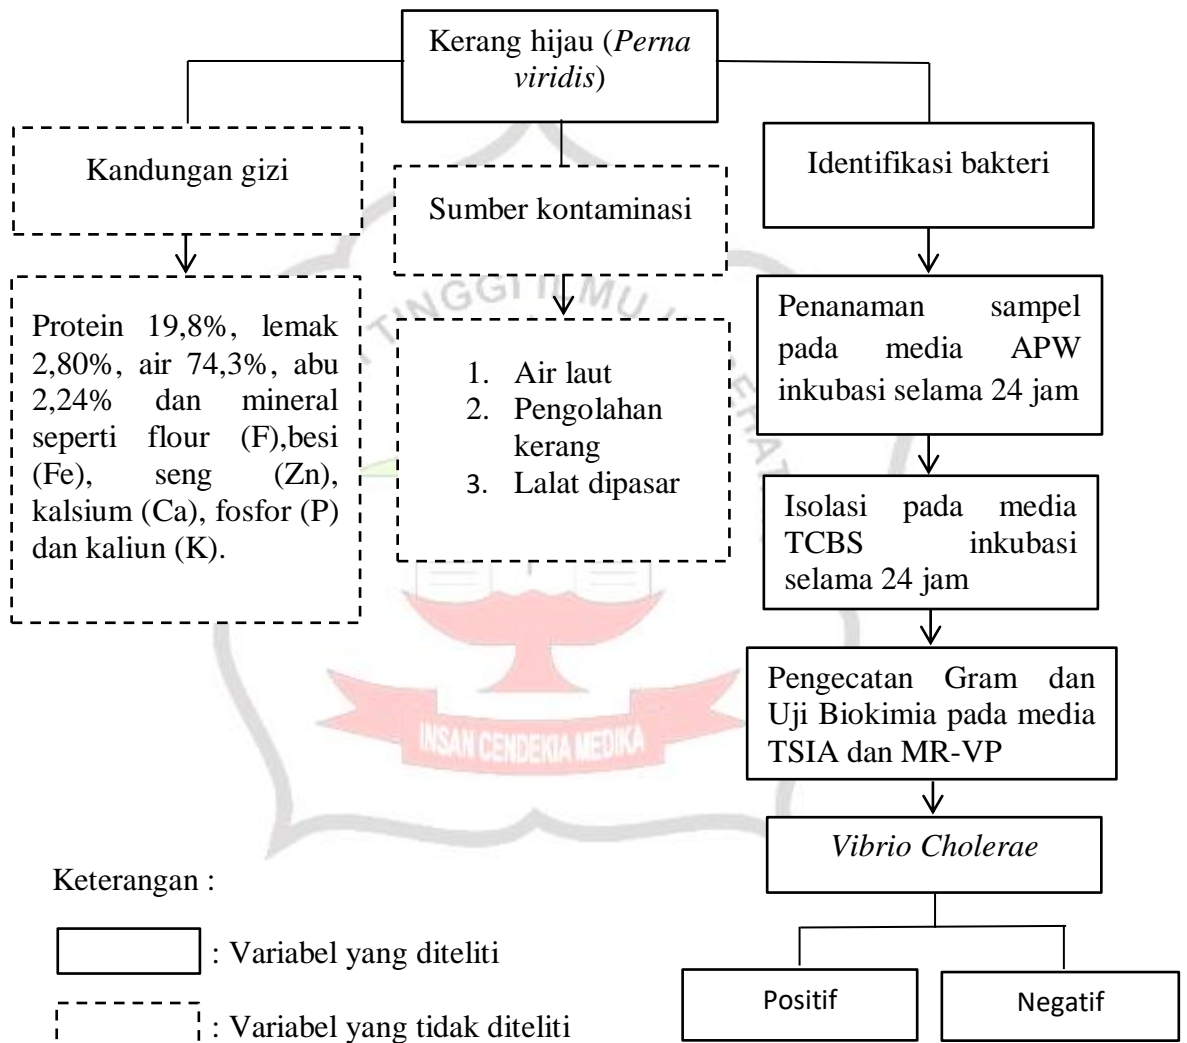 Kerang hijau (Perna
viridis)
Kandungan gizi
Sumber kontaminasi
Identifikasi bakteri
Protein 19,8%, lemak
2,80%, air 74,3%, abu
2,24% dan mineral
seperti flour (F),besi
(Fe), seng (Zn),
kalsium (Ca), fosfor (P)
dan kaliun (K).
1. Air laut
2. Pengolahan
kerang
3. Lalat dipasar
Penanaman sampel
pada media APW
inkubasi selama 24 jam
Isolasi pada media
TCBS inkubasi
selama 24 jam
Pengecatan Gram dan
Uji Biokimia pada media
TSIA dan MR-VP
Vibrio Cholerae
Positif
Negatif
Keterangan :
: Variabel yang diteliti
: Variabel yang tidak diteliti
TINGGI ILMU
INSAN CENDEKIA MEDIKA